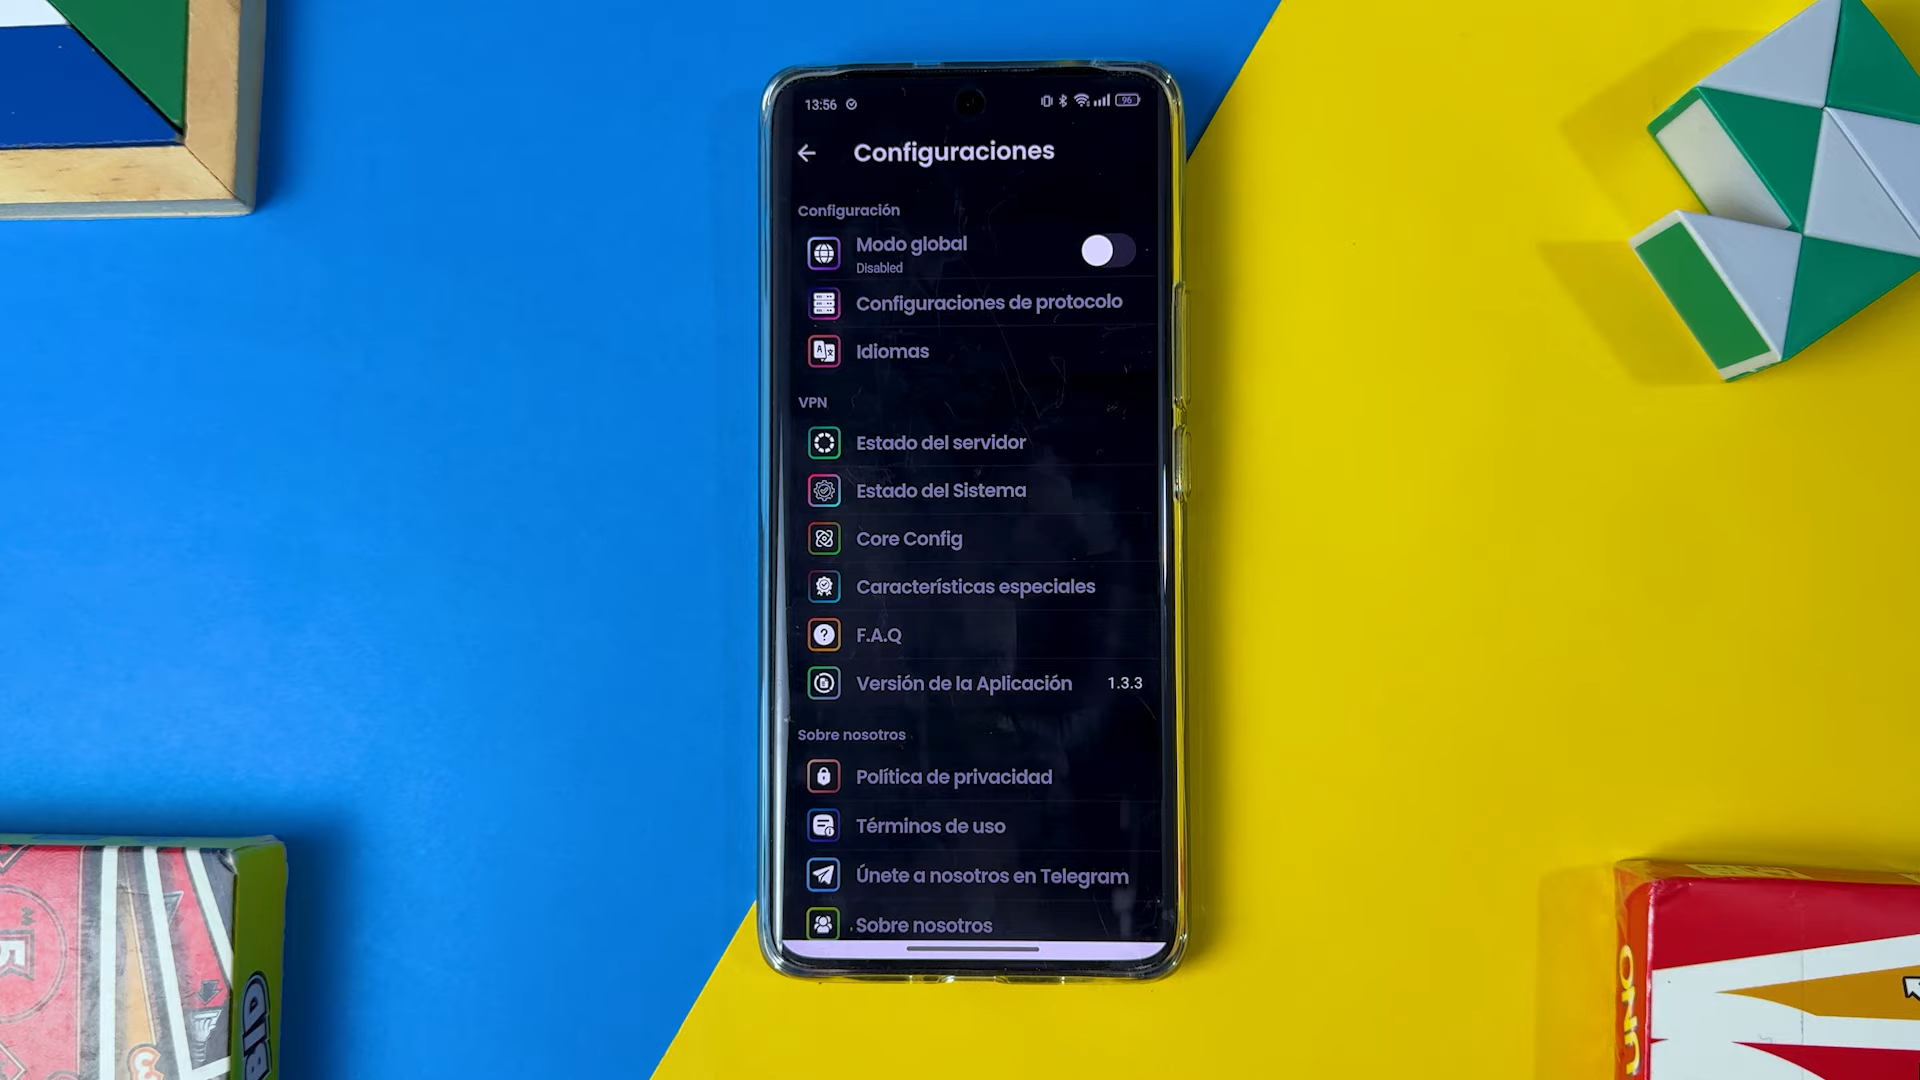 13:56
96
Configuraciones
Configuración
Modo global
Disabled
Configuraciones de protocolo
Idiomas
VPN
Estado del servidor
Estado del Sistema
Core Config
Características especiales
F.A.Q
Versión de la Aplicación 1.3.3
Sobre nosotros
Política de privacidad
Términos de uso
Únete a nosotros en Telegram
Sobre nosotros
ONU